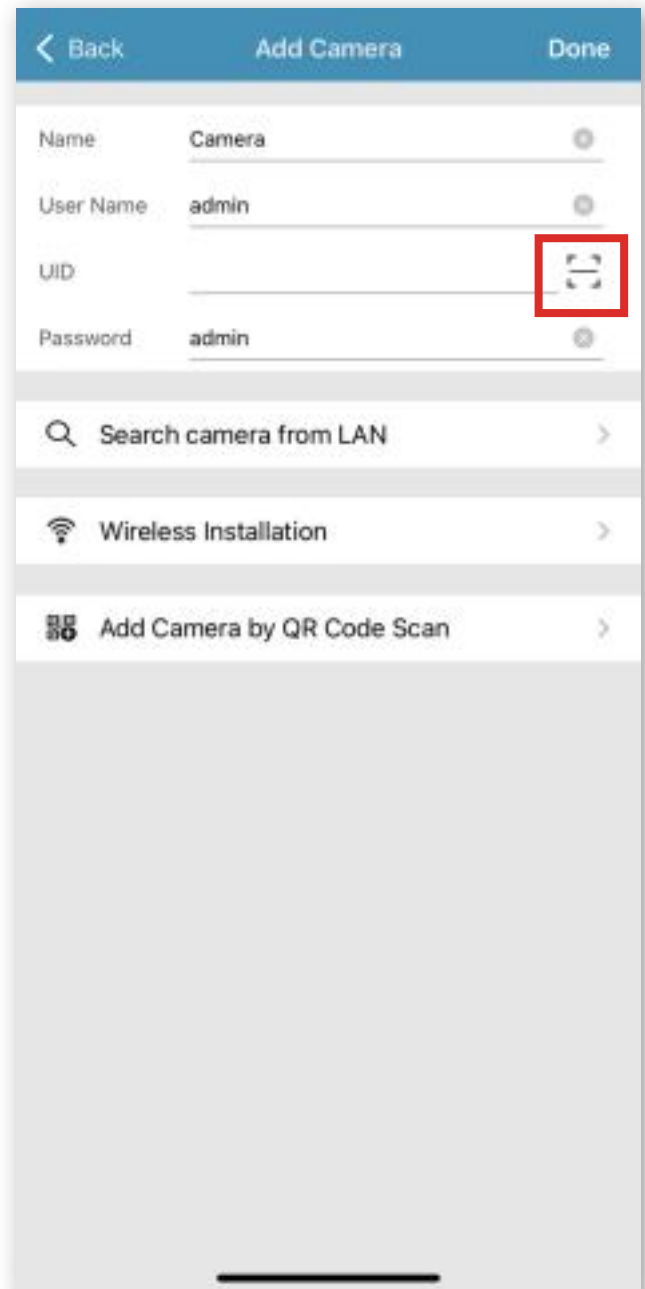 Back Add Camera Done
Name Camera
User Name admin
UID
Password admin
Search camera from LAN
Wireless Installation
Add Camera by QR Code Scan